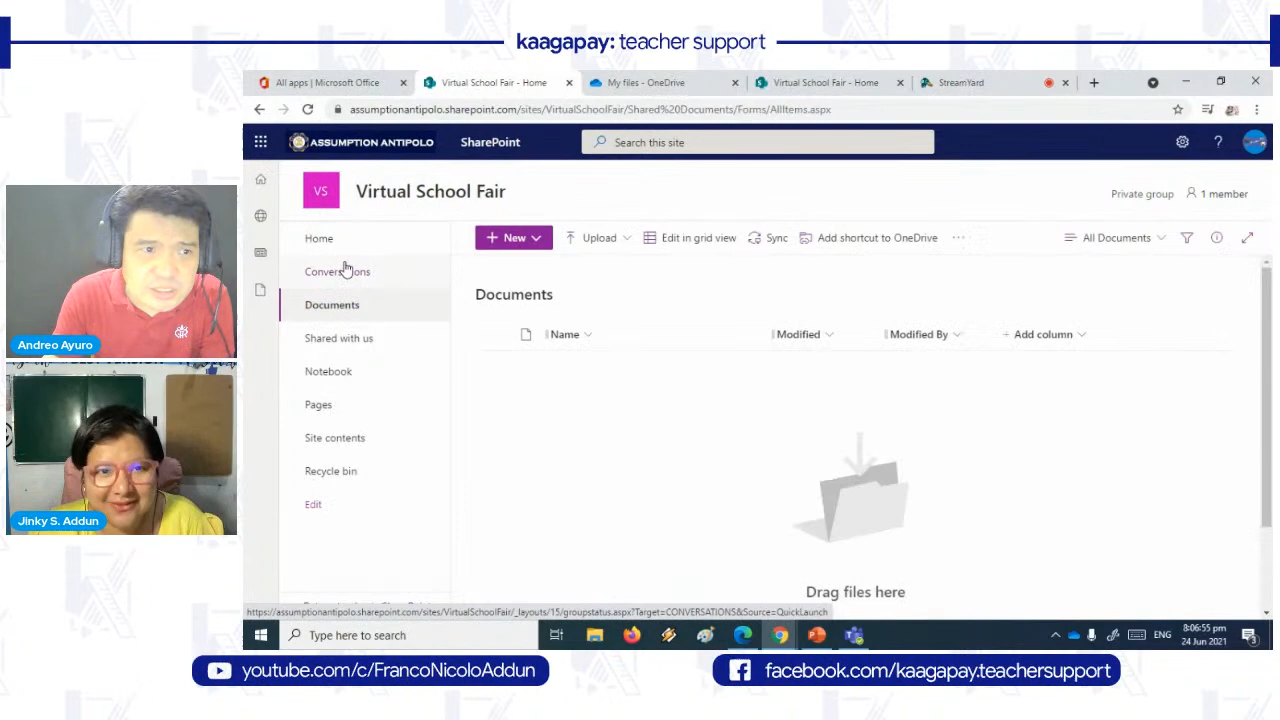 kaagapay: teacher support
All apps | Microsoft Office
Virtual School Fair - Home
My files - OneDrive
Virtual School Fair - Home
StreamYard
assumptionantipolo.sharepoint.com/sites/VirtualSchoolFair/Shared%20Documents/Forms/AllItems.aspx
ASSUMPTION ANTIPOLO
SharePoint
Search this site
VS
Virtual School Fair
Private group
1 member
Home
Conversations
Documents
Shared with us
Notebook
Pages
Site contents
Recycle bin
Edit
+ New
Upload
Edit in grid view
Sync
Add shortcut to OneDrive
All Documents
Documents
Name
Modified
Modified By
+ Add column
Drag files here
https://assumptionantipolo.sharepoint.com/sites/VirtualSchoolFair/_layouts/15/groupstatus.aspx?Target=CONVERSATIONS&Source=QuickLaunch
Type here to search
ENG
8:06:55 pm
24 Jun 2021
Andreo Ayuro
Jinky S. Addun
youtube.com/c/FrancoNicoloAddun
facebook.com/kaagapay.teachersupport